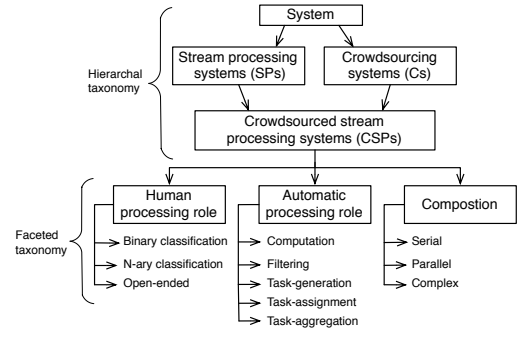 System
Stream processing
systems (SPs)
Crowdsourcing
systems (Cs)
Hierarchal
taxonomy
Crowdsourced stream
processing systems (CSPs)
Human
processing role
Automatic
processing role
Compostion
Faceted
taxonomy
Binary classification
N-ary classification
Open-ended
Computation
Filtering
Task-generation
Task-assignment
Task-aggregation
Serial
Parallel
Complex